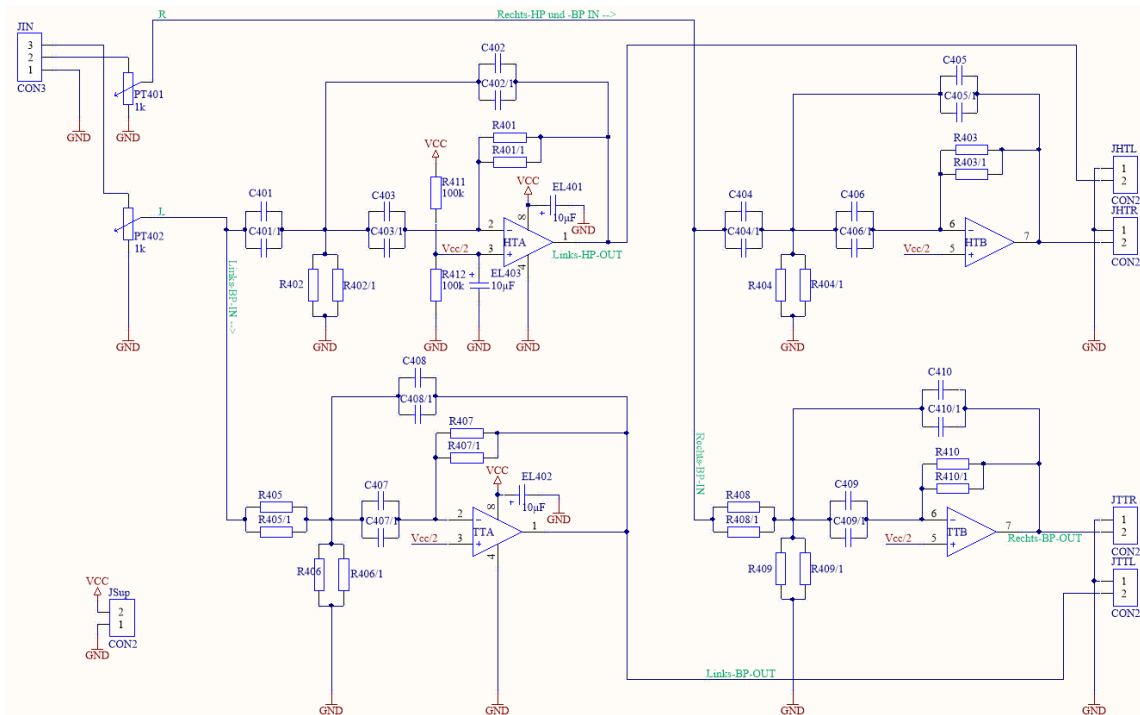 R
Rechts-HP und -BP IN -->
JIN
3
2
1
CON3
PT401
1k
GND
GND
C402
C402/1
C405
C405/1
R401
R401/1
R403
R403/1
VCC
R411
100k
VCC
EL401
10µF
GND
JHTL
1
2
CON2
JHTR
1
2
CON2
L
PT402
1k
C401
C401/1
C403
C403/1
2
3
8
4
1
HTA
Links-HP-OUT
Vcc/2
C404
C404/1
C406
C406/1
Vcc/2
6
5
7
HTB
R402
R402/1
R412
100k
EL403
10µF
R404
R404/1
Links-BP-IN -->
GND
GND
GND
GND
GND
GND
GND
C408
C408/1
C410
C410/1
R407
R407/1
R410
R410/1
Rechts-BP-IN
VCC
EL402
10µF
GND
R405
R405/1
C407
C407/1
Vcc/2
2
3
8
4
1
TTA
R408
R408/1
C409
C409/1
Vcc/2
6
5
7
TTB
Rechts-BP-OUT
JTTR
1
2
CON2
JTTL
1
2
CON2
R406
R406/1
R409
R409/1
VCC
JSup
2
1
CON2
GND
Links-BP-OUT
GND
GND
GND
GND